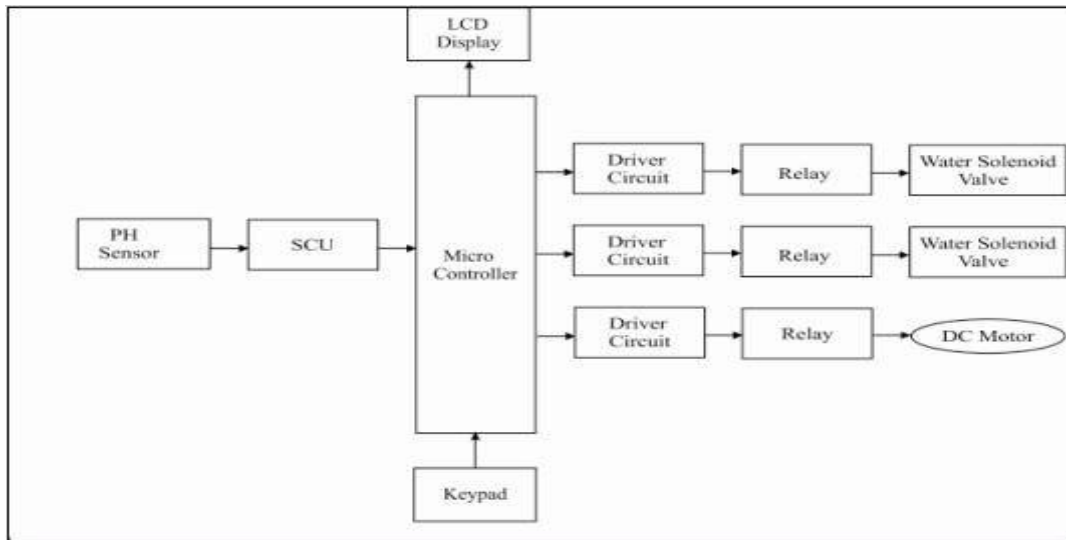 LCD
Display
Driver
Circuit
Relay
Water Solenoid
Valve
PH
Sensor
SCU
Micro
Controller
Driver
Circuit
Relay
Water Solenoid
Valve
Driver
Circuit
Relay
DC Motor
Keypad